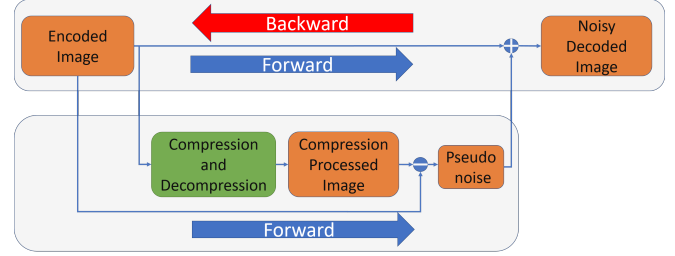 Encoded
Image
Backward
Forward
Noisy
Decoded
Image
Compression
and
Decompression
Compression
Processed
Image
Pseudo
noise
Forward